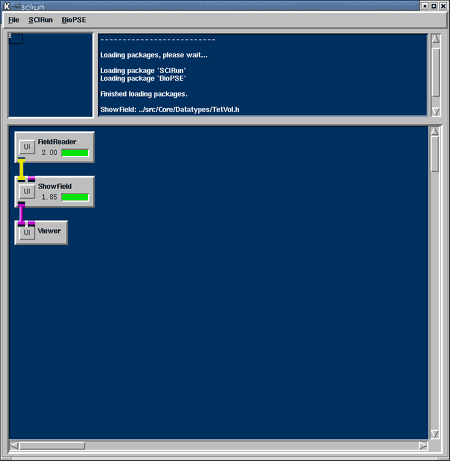 scirun
File SCIRun BioPSE
Loading packages, please wait...
Loading package 'SCIRun'
Loading package 'BioPSE'
Finished loading packages.
ShowField: ../src/Core/Datatypes/TetVol.h
UI FieldReader
2.00
UI ShowField
1.85
UI Viewer